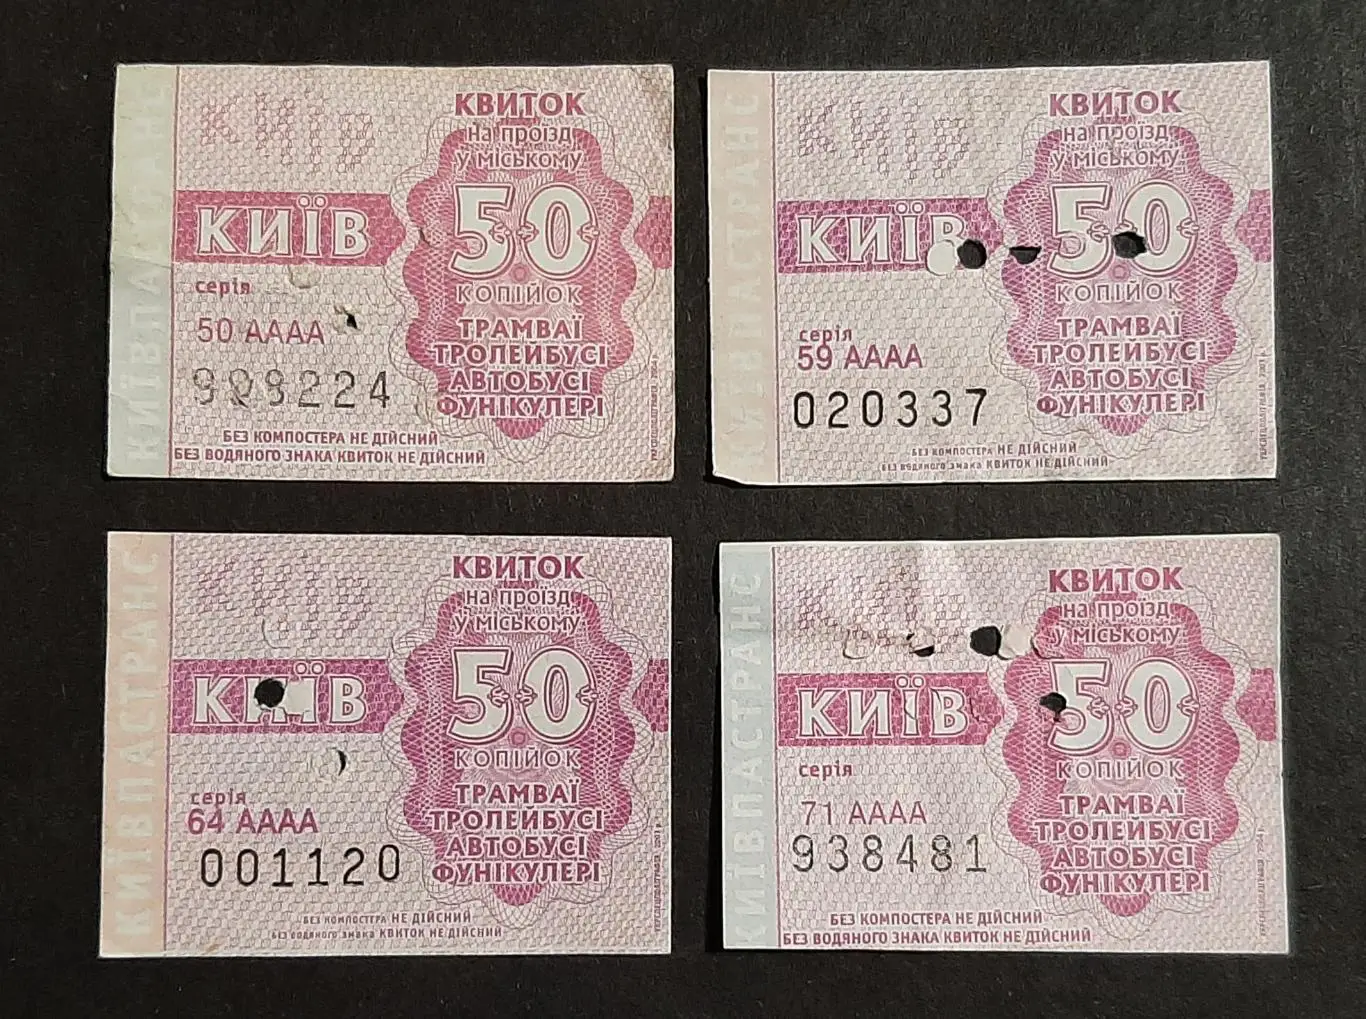 КИЇВПАСТРАНС
Київ
КВИТОК
на проїзд
у міському
КИЇВ
50
КОПІЙОК
серія
50 АААА
224
ТРАМВАЇ
ТРОЛЕЙБУСІ
АВТОБУСІ
ФУНІКУЛЕРІ
БЕЗ КОМПОСТЕРА НЕ ДІЙСНИЙ
БЕЗ ВОДЯНОГО ЗНАКА КВИТОК НЕ ДІЙСНИЙ
КИЇВПАСТРАНС
Київ
КВИТОК
на проїзд
у міському
КИЇВ
50
КОПІЙОК
серія
59 АААА
020337
ТРАМВАЇ
ТРОЛЕЙБУСІ
АВТОБУСІ
ФУНІКУЛЕРІ
БЕЗ КОМПОСТЕРА НЕ ДІЙСНИЙ
БЕЗ ВОДЯНОГО ЗНАКА КВИТОК НЕ ДІЙСНИЙ
КИЇВПАСТРАНС
Київ
КВИТОК
на проїзд
у міському
КИЇВ
50
КОПІЙОК
серія
64 АААА
001120
ТРАМВАЇ
ТРОЛЕЙБУСІ
АВТОБУСІ
ФУНІКУЛЕРІ
БЕЗ КОМПОСТЕРА НЕ ДІЙСНИЙ
БЕЗ ВОДЯНОГО ЗНАКА КВИТОК НЕ ДІЙСНИЙ
КИЇВПАСТРАНС
КВИТОК
на проїзд
у міському
КИЇВ
50
КОПІЙОК
серія
71 АААА
938481
ТРАМВАЇ
ТРОЛЕЙБУСІ
АВТОБУСІ
ФУНІКУЛЕРІ
БЕЗ КОМПОСТЕРА НЕ ДІЙСНИЙ
БЕЗ ВОДЯНОГО ЗНАКА КВИТОК НЕ ДІЙСНИЙ